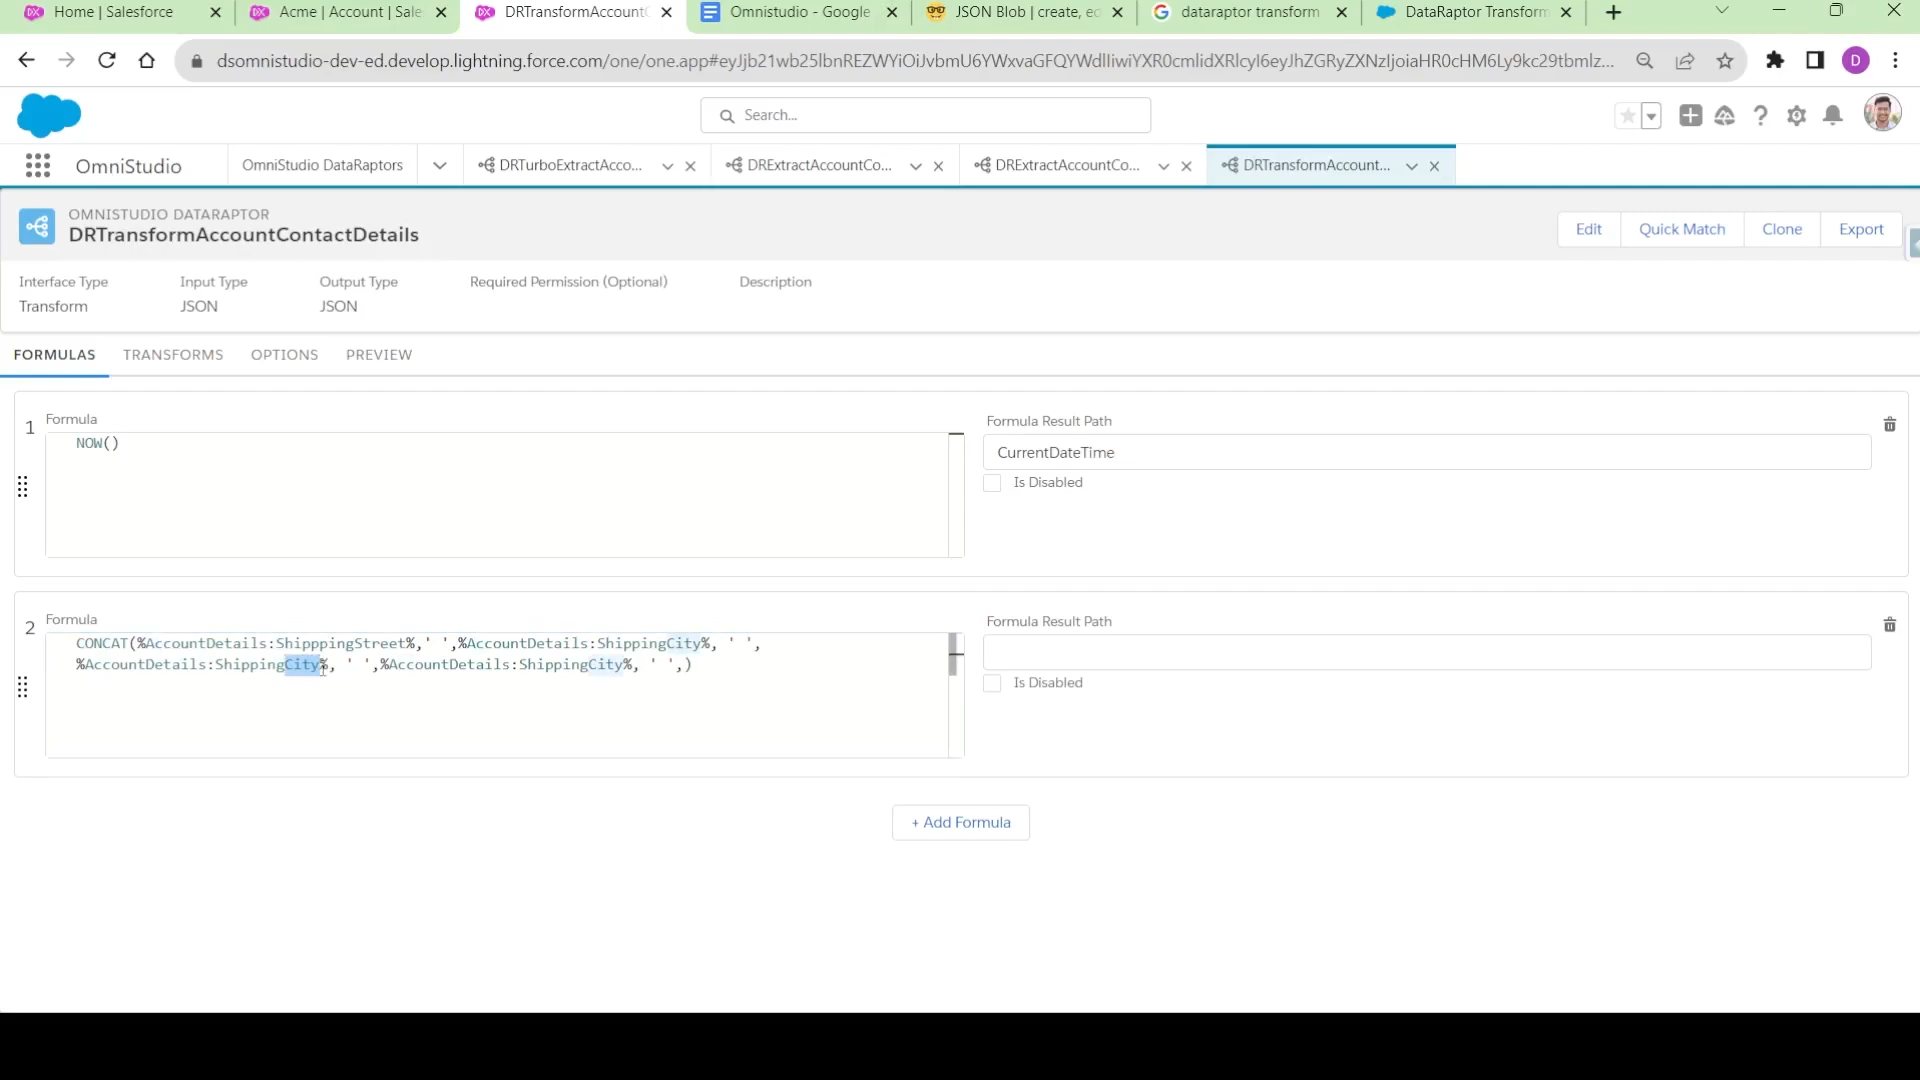 Home | Salesforce
Acme | Account | Sale
DRTransformAccount
Omnistudio - Google
JSON Blob | create, ed
dataraptor transform
DataRaptor Transform
dsomnistudio-dev-ed.develop.lightning.force.com/one/one.app#eyJjb21wb25lbnREZWYiOiJvbmU6YWxvaGFQYWdlIiwiYXR0cmlidXRlcyI6eyJhZGRyZXNzIjoiaHR0cHM6Ly9kc29tbmlz...
D
Search...
OmniStudio
OmniStudio DataRaptors
DRTurboExtractAcco...
DRExtractAccountCo...
DRExtractAccountCo...
DRTransformAccount...
OMNISTUDIO DATARAPTOR
DRTransformAccountContactDetails
Edit
Quick Match
Clone
Export
Interface Type
Input Type
Output Type
Required Permission (Optional)
Description
Transform
JSON
JSON
FORMULAS
TRANSFORMS
OPTIONS
PREVIEW
1
Formula
NOW()
Formula Result Path
CurrentDateTime
Is Disabled
2
Formula
CONCAT(%AccountDetails:ShipppingStreet%,' ',%AccountDetails:ShippingCity%, ' ',
%AccountDetails:ShippingCity%, ' ',%AccountDetails:ShippingCity%, ' ',)
Formula Result Path
Is Disabled
+ Add Formula